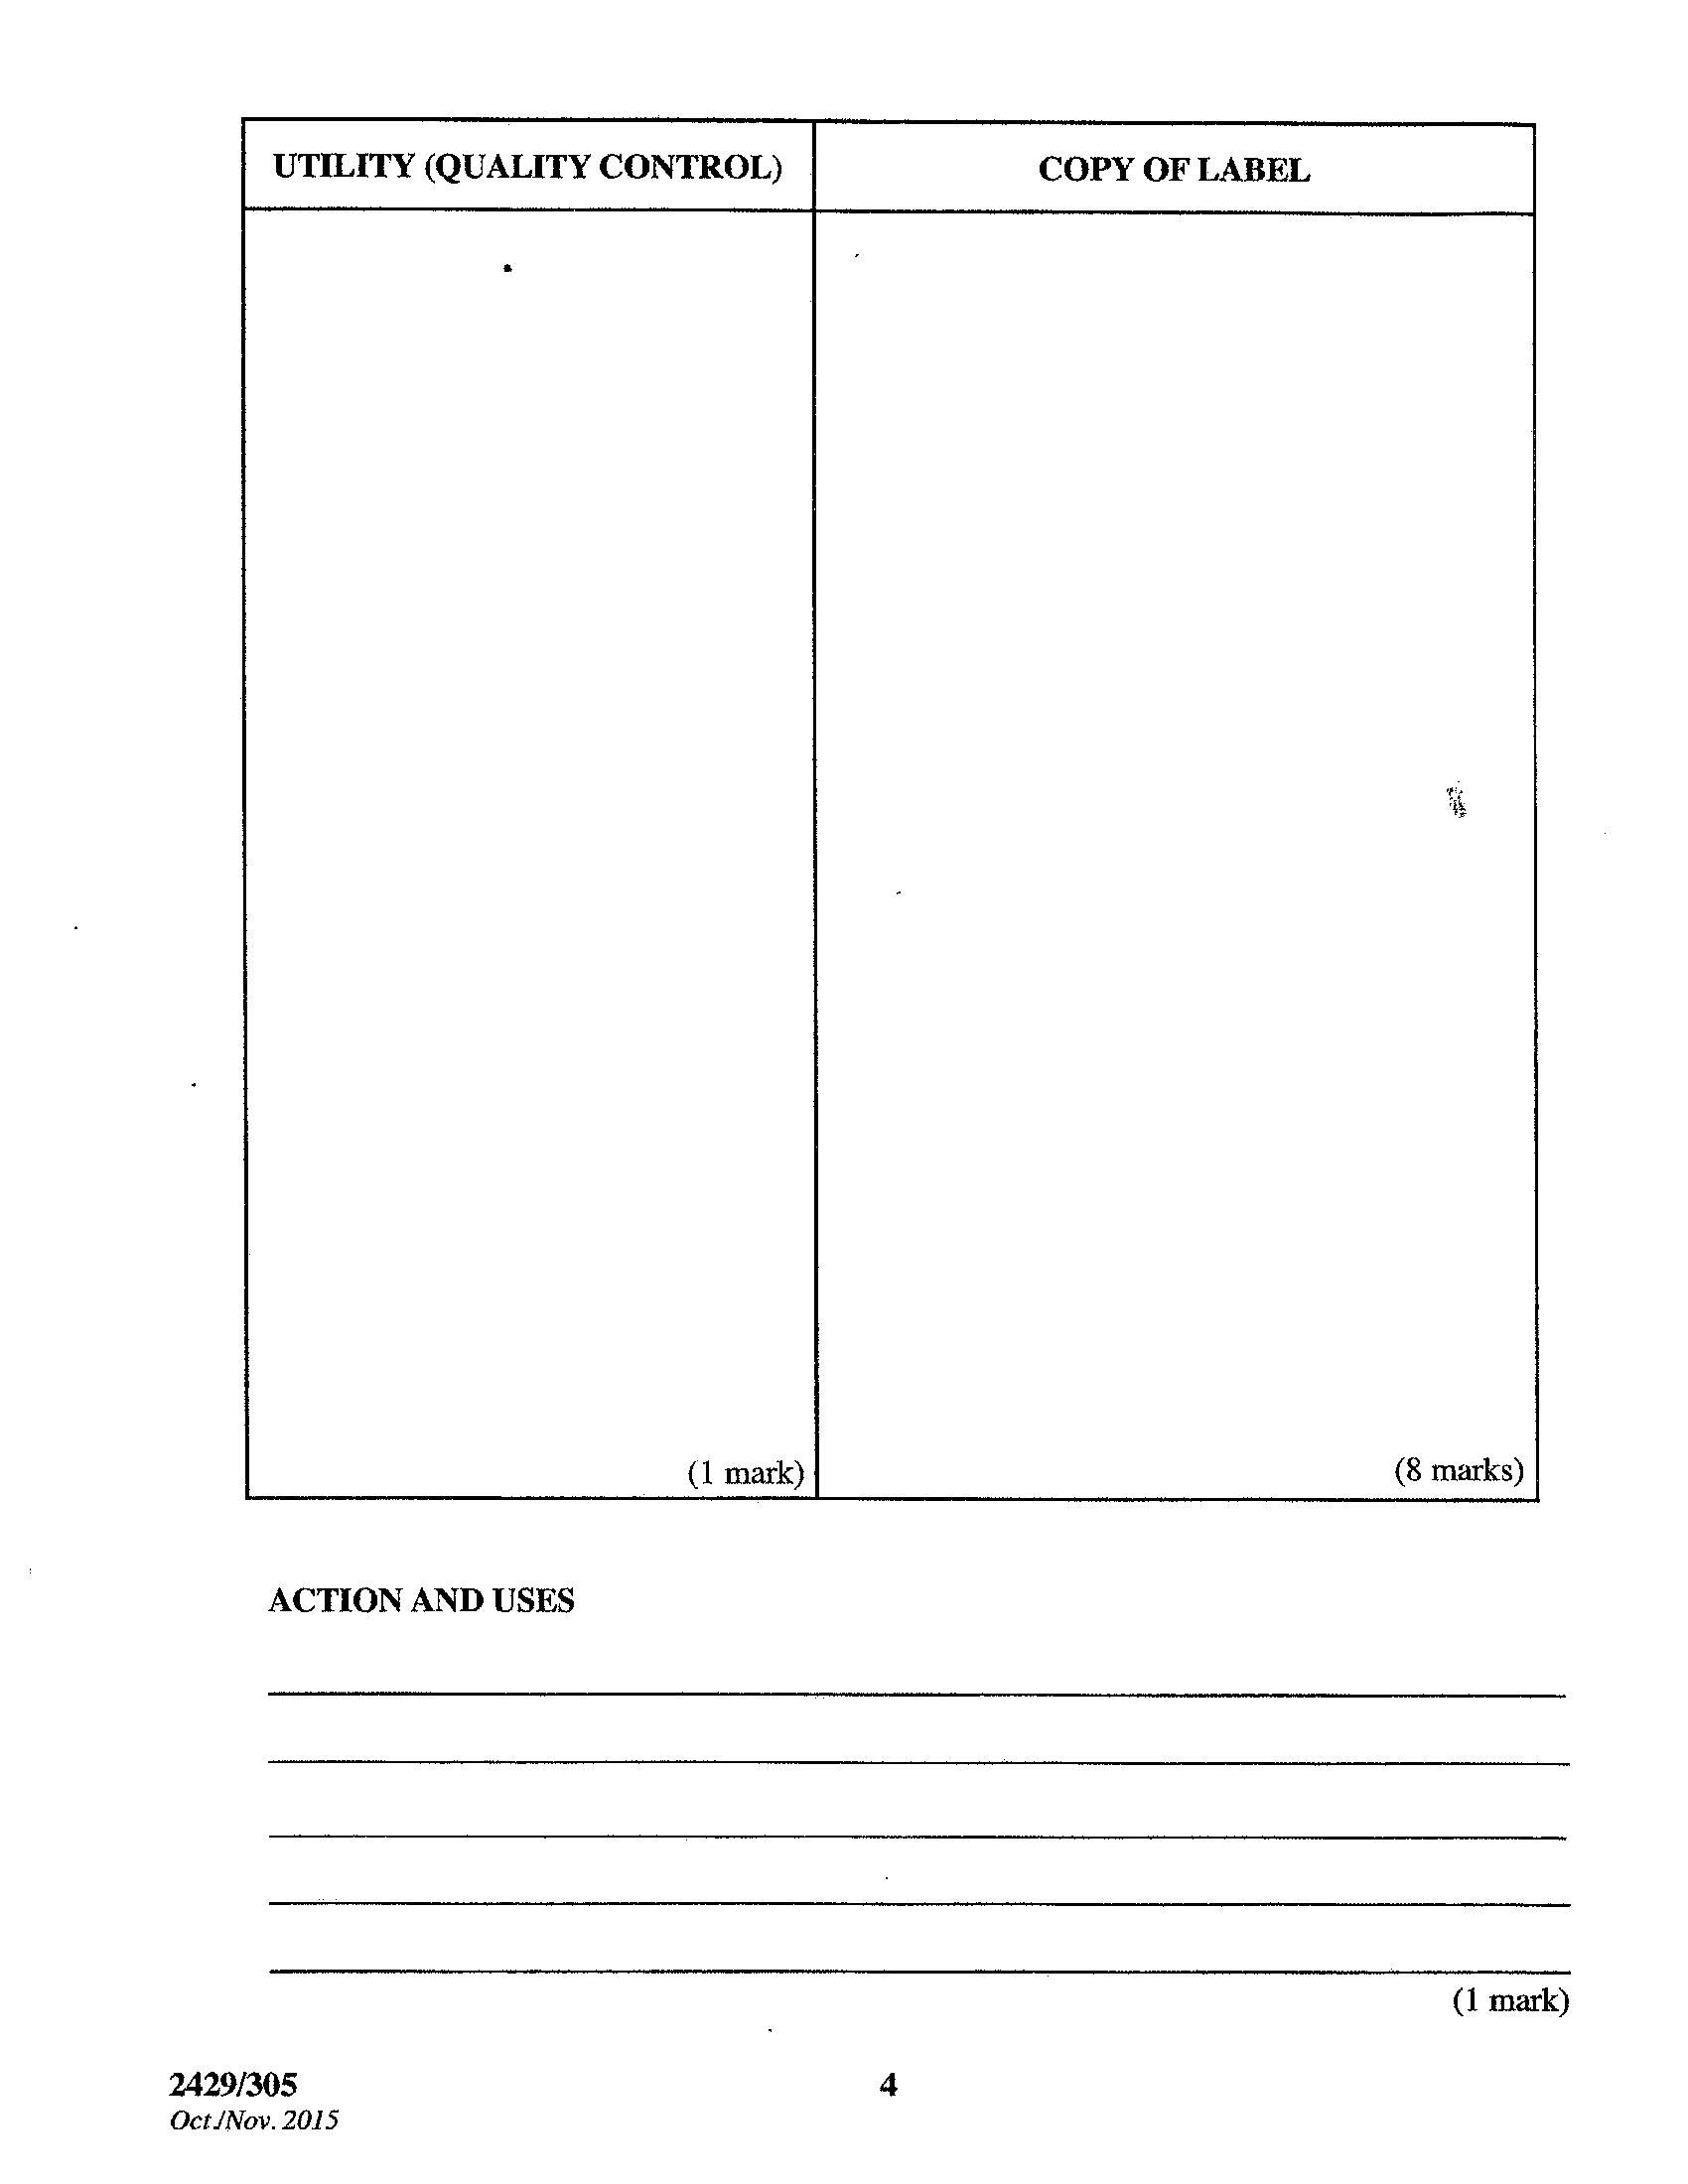 UTILITY (QUALITY CONTROL) COPY OF LABEL
(1 mark) (8 marks)
ACTION AND USES
(1 mark)
2429/305 4
Oct./Nov. 2015